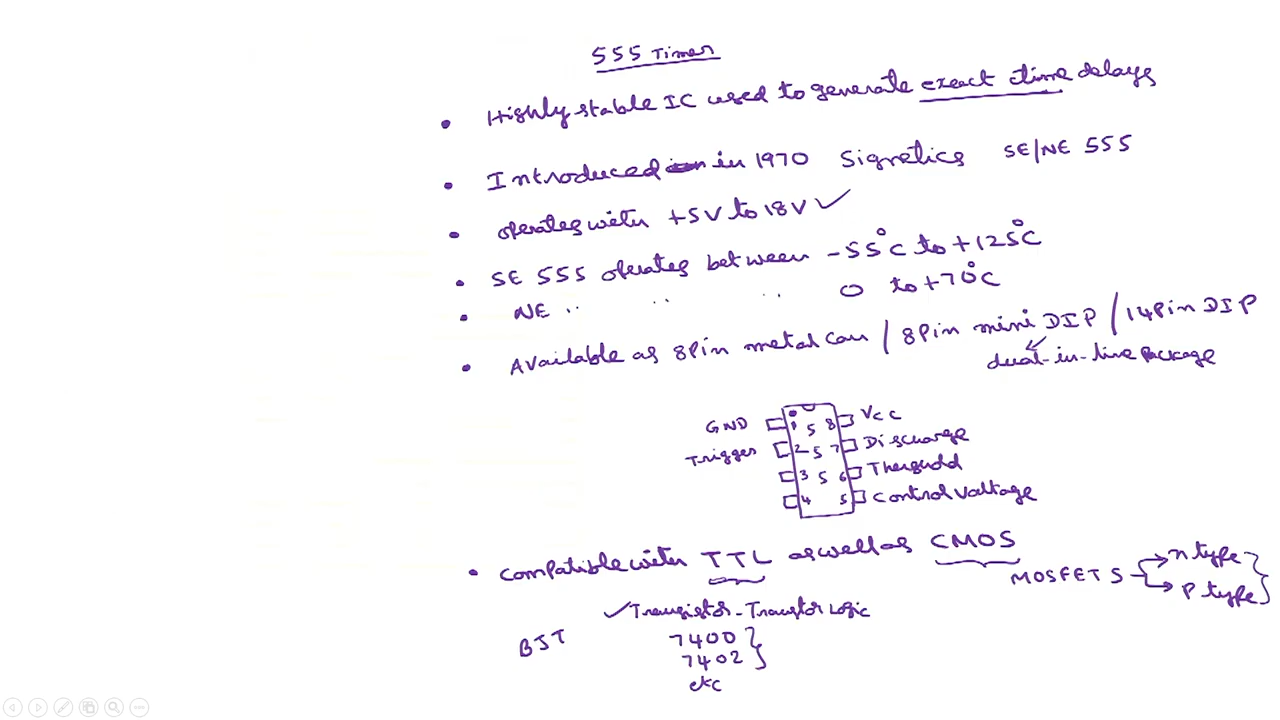 555 Timer
• Highly stable IC used to generate exact time delays
• Introduced in 1970 Signetics SE/NE 555
• operates with +5V to 18V ✓
• SE 555 operates between -55°C to +125°C
• NE " " " 0 to +70°C
• Available as 8pin metal can / 8pin mini DIP / 14pin DIP
dual-in-line package
GND 1 5 8 Vcc
Trigger 2 5 7 Discharge
3 5 6 Threshold
4 5 Control Voltage
• compatible with TTL as well as CMOS
MOSFETS n type
p type
✓ Transistor-Transtor Logic
BJT 7400
7402
etc